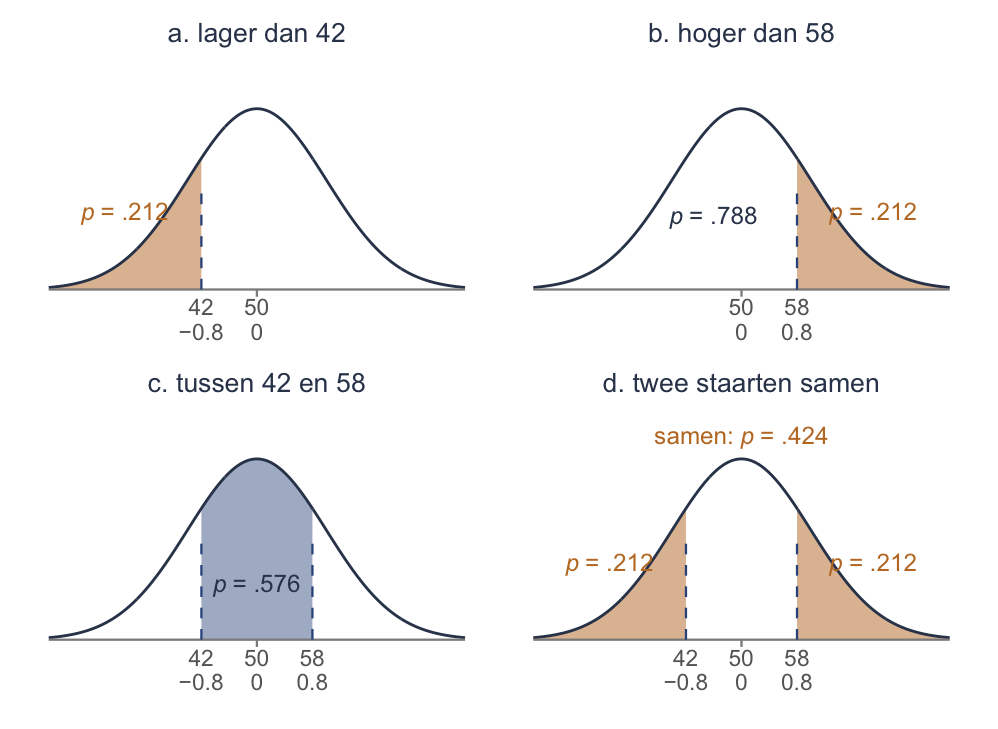 a. lager dan 42
p = .212
42 50
−0.8 0
b. hoger dan 58
p = .788
p = .212
50 58
0 0.8
c. tussen 42 en 58
p = .576
42 50 58
−0.8 0 0.8
d. twee staarten samen
samen: p = .424
p = .212
p = .212
42 50 58
−0.8 0 0.8